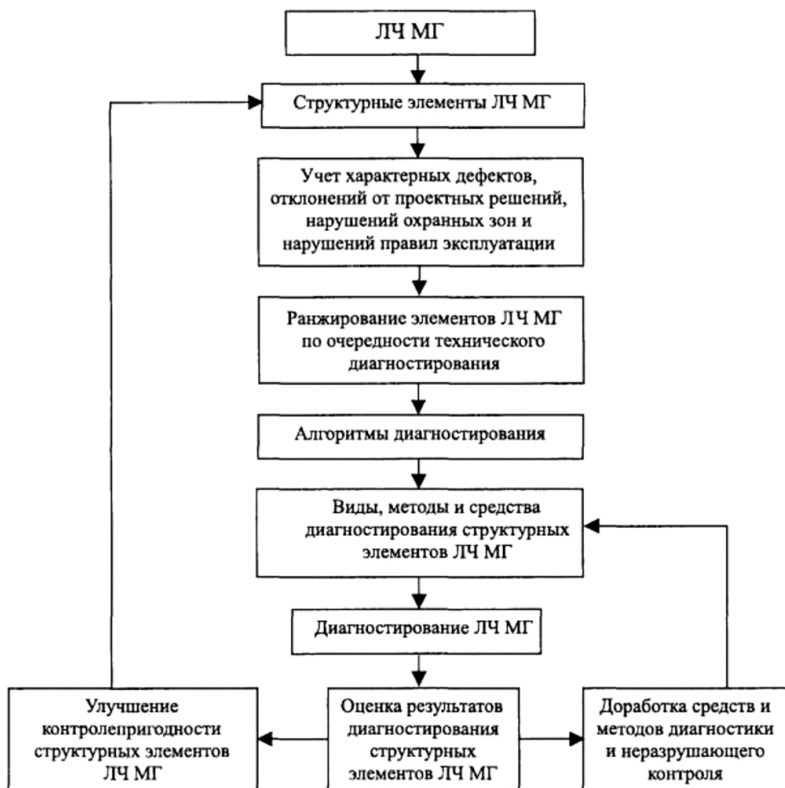 ЛЧ МГ
Структурные элементы ЛЧ МГ
Учет характерных дефектов,
отклонений от проектных решений,
нарушений охранных зон и
нарушений правил эксплуатации
Ранжирование элементов ЛЧ МГ
по очередности технического
диагностирования
Алгоритмы диагностирования
Виды, методы и средства
диагностирования структурных
элементов ЛЧ МГ
Диагностирование ЛЧ МГ
Улучшение
контролепригодности
структурных элементов
ЛЧ МГ
Оценка результатов
диагностирования
структурных
элементов ЛЧ МГ
Доработка средств и
методов диагностики
и неразрушающего
контроля